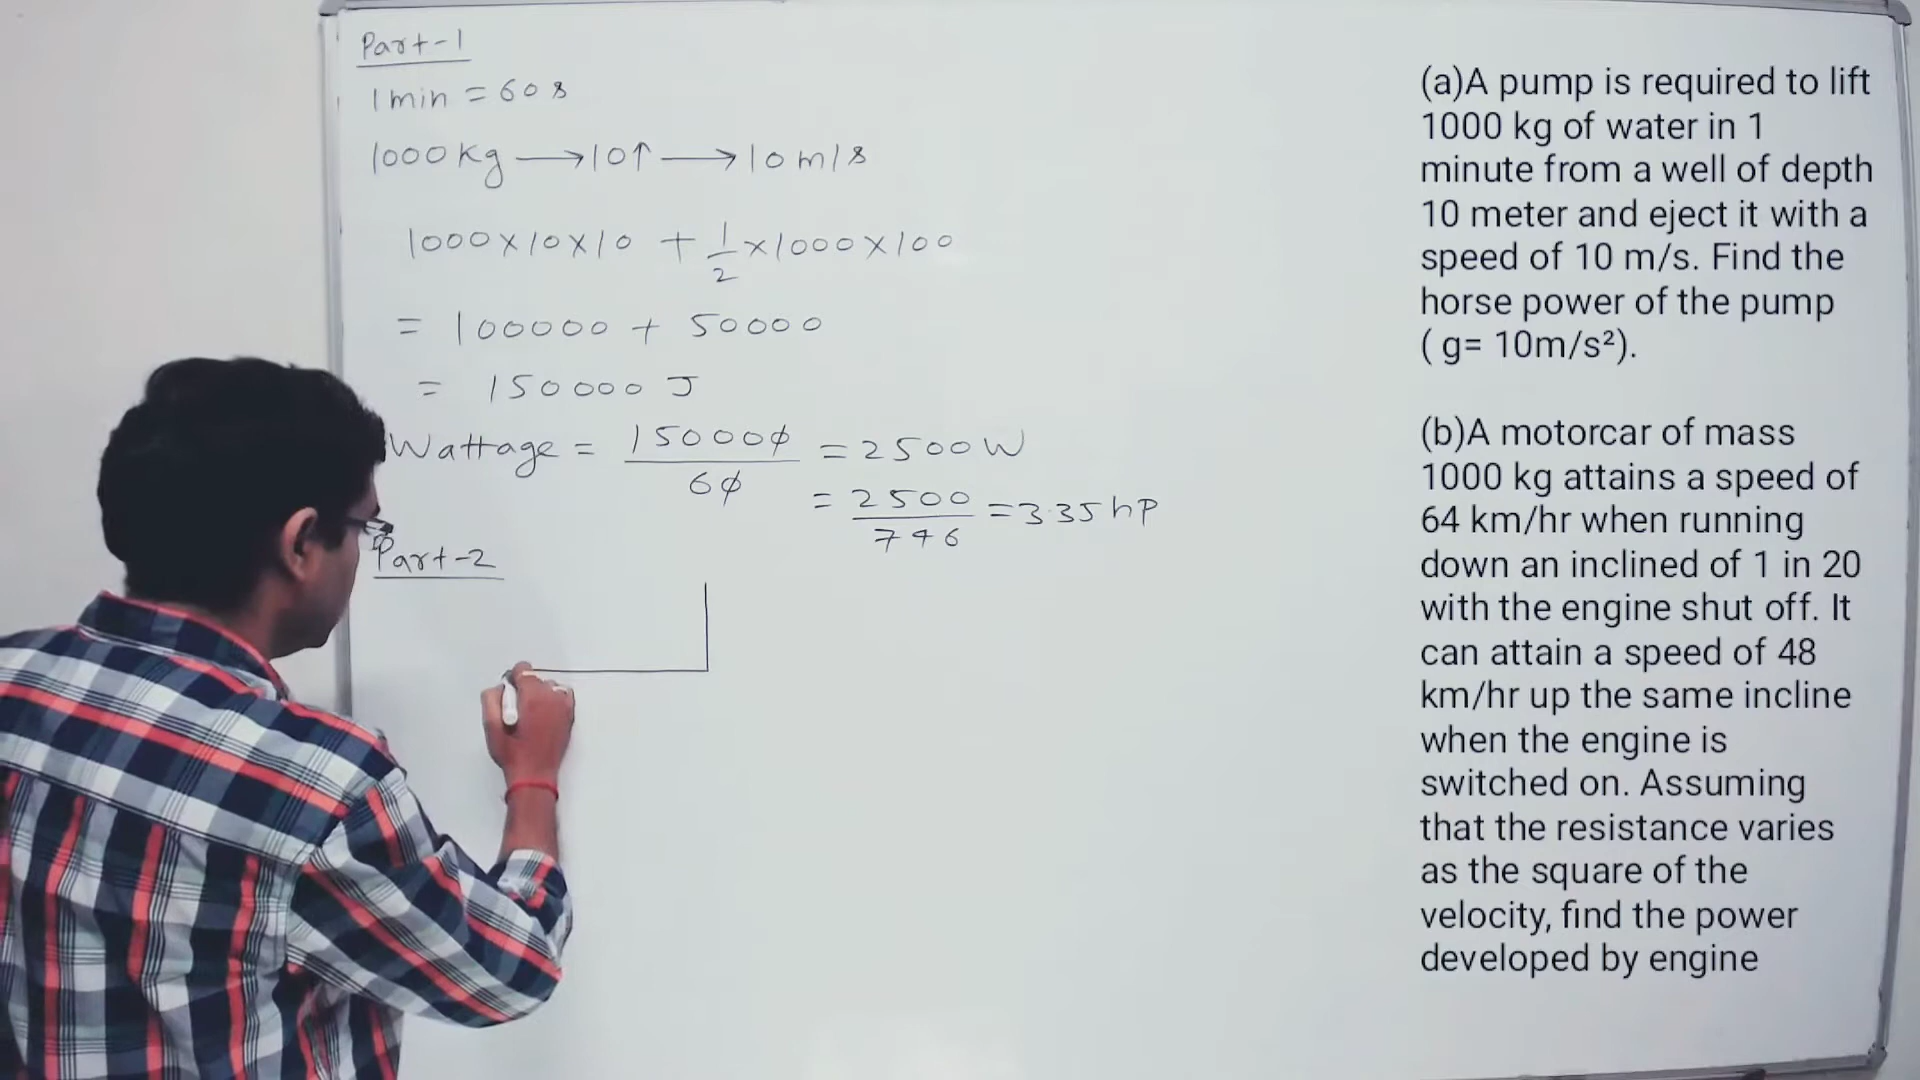 Part-1
1 min = 60 s
1000 kg → 10↑ → 10 m/s
1000 × 10 × 10 + 1/2 × 1000 × 100
= 100000 + 50000
= 150000 J
Wattage = 150000/60 = 2500 W
= 2500/746 = 3.35 hp
Part-2
(a)A pump is required to lift
1000 kg of water in 1
minute from a well of depth
10 meter and eject it with a
speed of 10 m/s. Find the
horse power of the pump
( g= 10m/s²).
(b)A motorcar of mass
1000 kg attains a speed of
64 km/hr when running
down an inclined of 1 in 20
with the engine shut off. It
can attain a speed of 48
km/hr up the same incline
when the engine is
switched on. Assuming
that the resistance varies
as the square of the
velocity, find the power
developed by engine